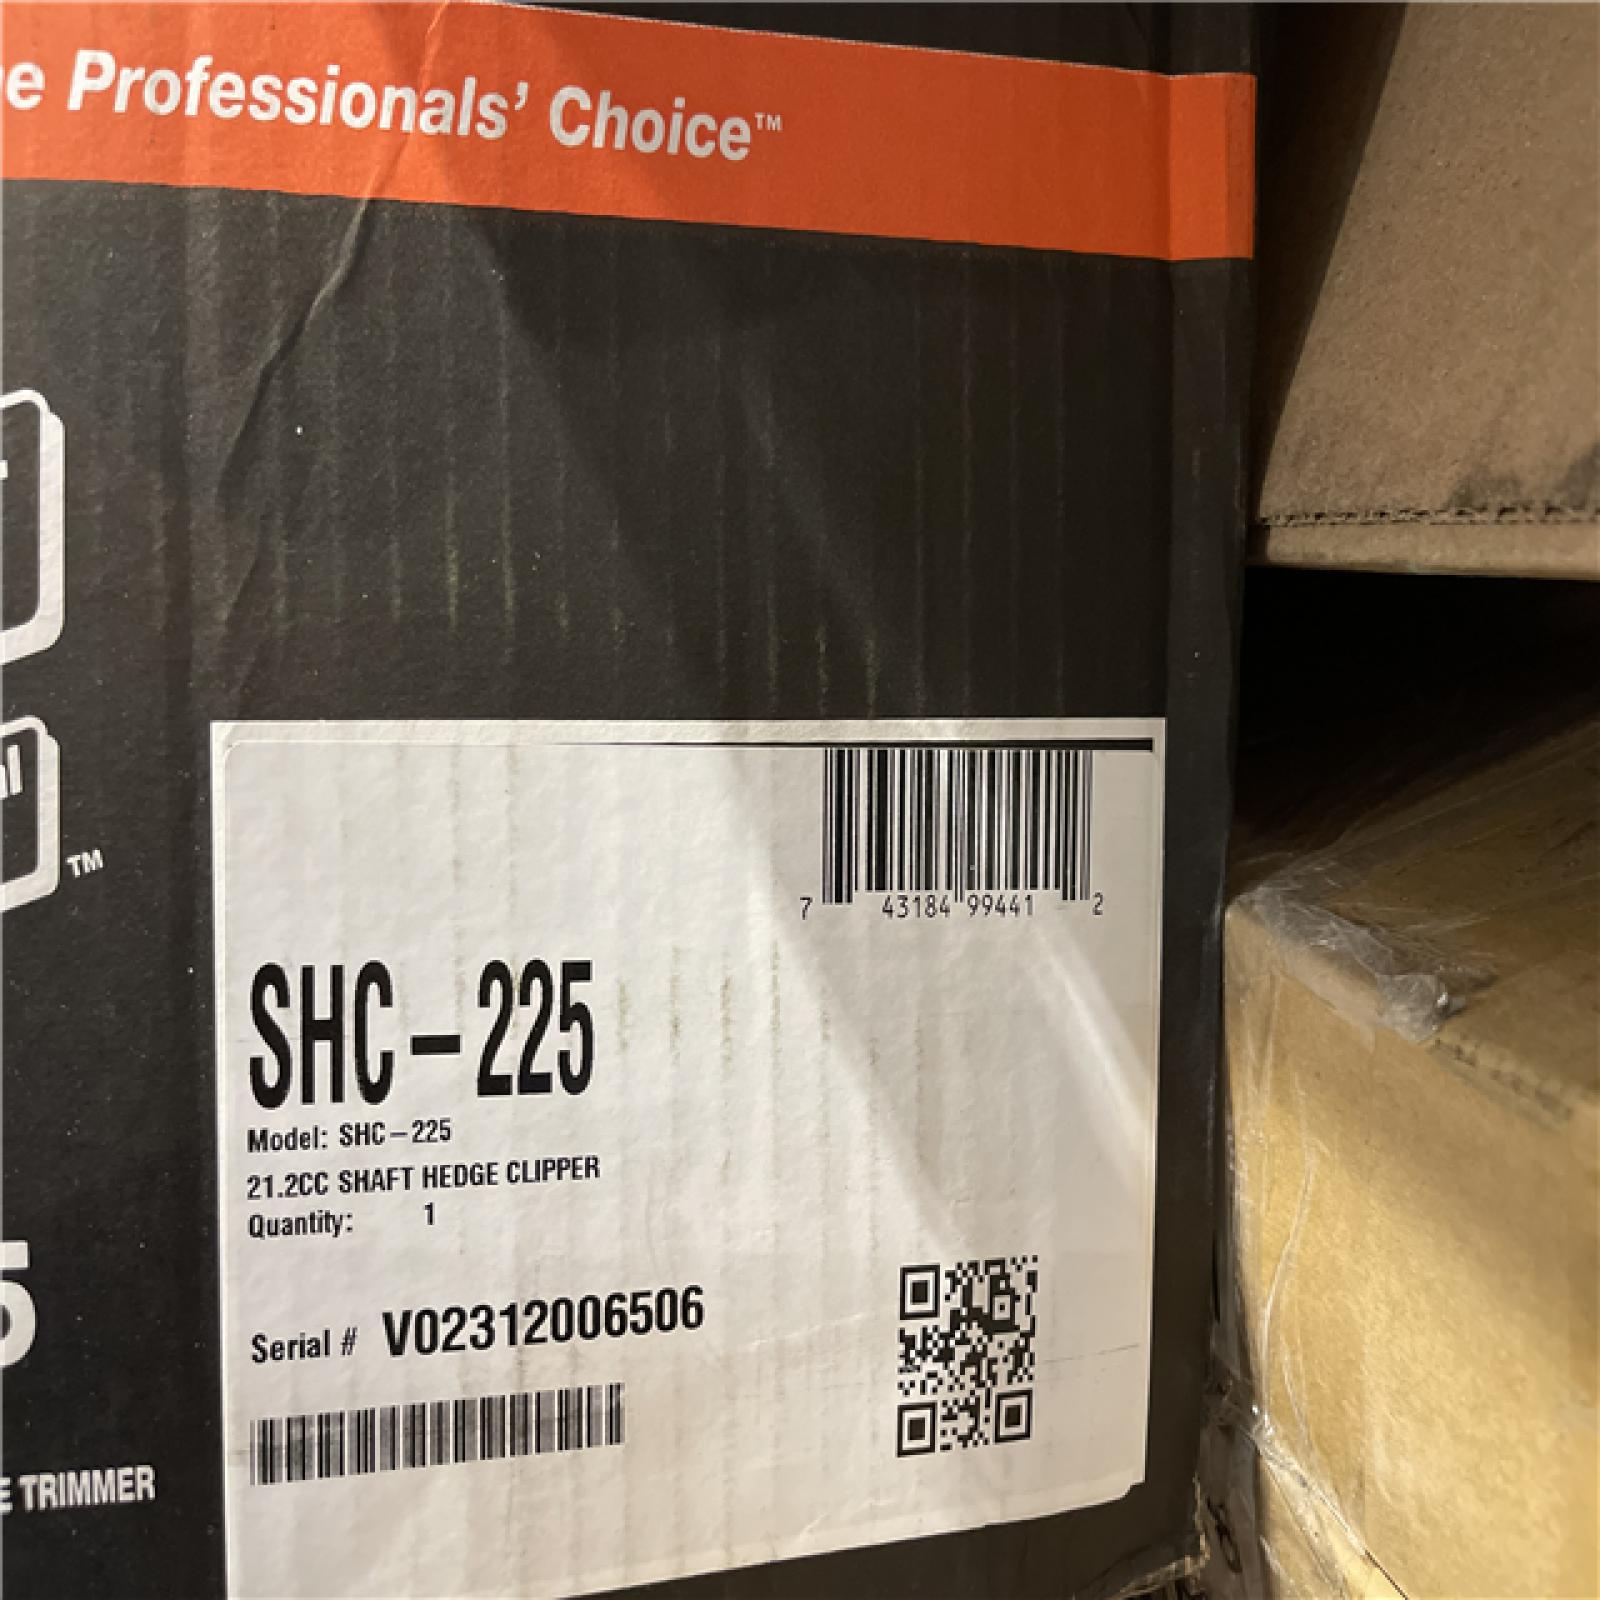 Professionals' Choice™
TM
7 43184 99441 2
SHC-225
Model: SHC-225
21.2CC SHAFT HEDGE CLIPPER
Quantity: 1
Serial # V02312006506
TRIMMER